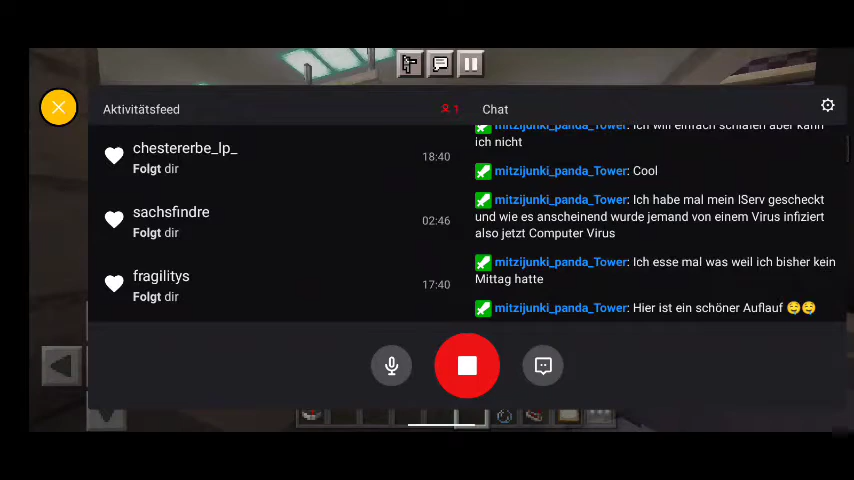 Aktivitätsfeed
1
chestererbe_lp_
Folgt dir
18:40
sachsfindre
Folgt dir
02:46
fragilitys
Folgt dir
17:40
Chat
mitzijunki_panda_Tower: Ich will einfach schlafen aber kann
ich nicht
mitzijunki_panda_Tower: Cool
mitzijunki_panda_Tower: Ich habe mal mein IServ gescheckt
und wie es anscheinend wurde jemand von einem Virus infiziert
also jetzt Computer Virus
mitzijunki_panda_Tower: Ich esse mal was weil ich bisher kein
Mittag hatte
mitzijunki_panda_Tower: Hier ist ein schöner Auflauf 🤤🤤